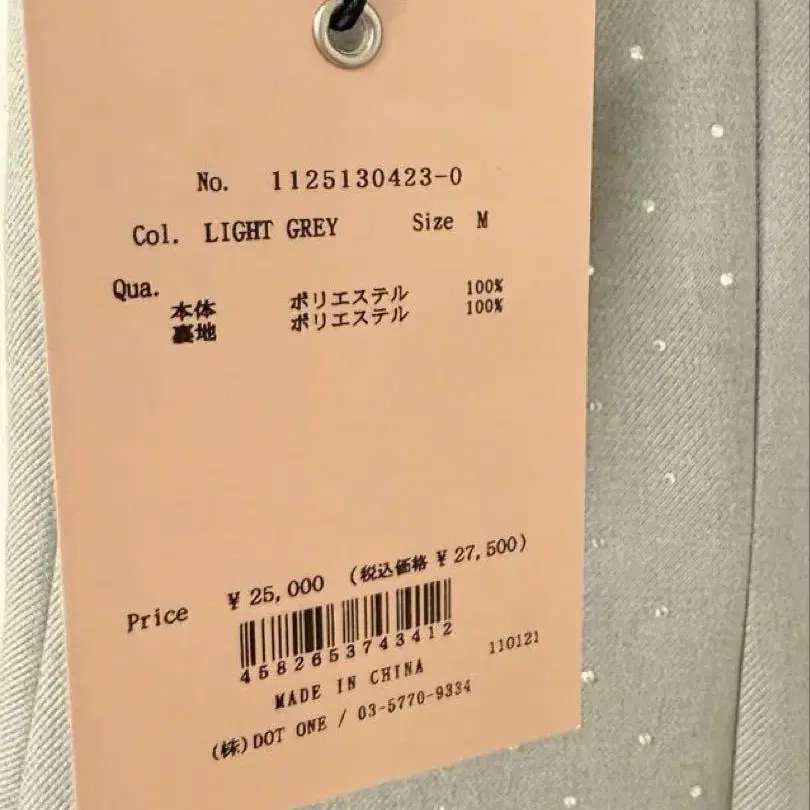 No. 1125130423-0
Col. LIGHT GREY Size M
Qua.
本体 ポリエステル 100%
裏地 ポリエステル 100%
Price ¥25,000 (税込価格 ¥27,500)
4582653743412
110121
MADE IN CHINA
(株)DOT ONE / 03-5770-9334